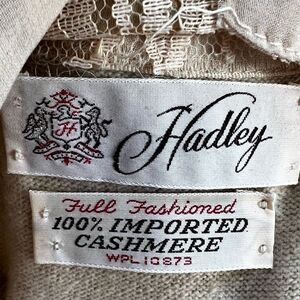 Hadley
Full Fashioned
100% IMPORTED
CASHMERE
WPL 10873